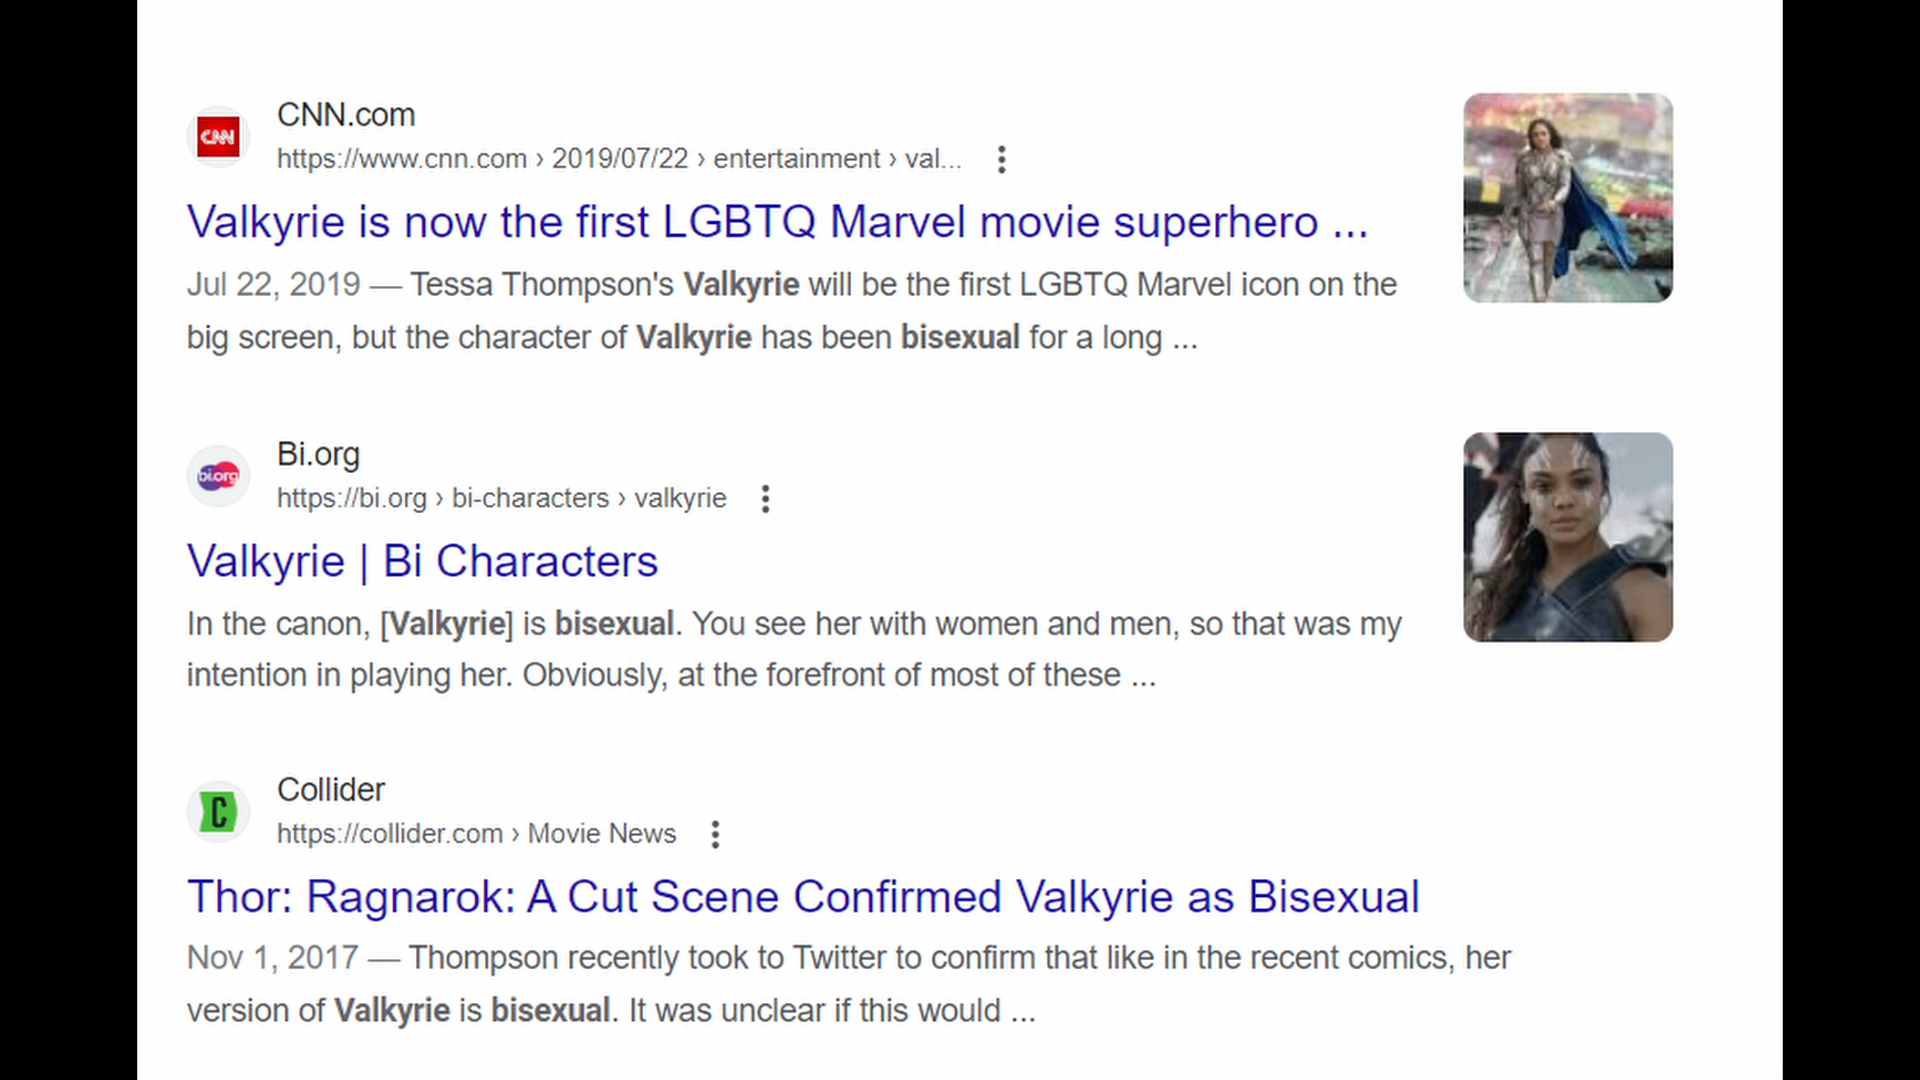 CNN.com
CNN
https://www.cnn.com › 2019/07/22 › entertainment › val...
Valkyrie is now the first LGBTQ Marvel movie superhero ...
Jul 22, 2019 — Tessa Thompson's Valkyrie will be the first LGBTQ Marvel icon on the
big screen, but the character of Valkyrie has been bisexual for a long ...
Bi.org
bi.org
https://bi.org › bi-characters › valkyrie
Valkyrie | Bi Characters
In the canon, [Valkyrie] is bisexual. You see her with women and men, so that was my
intention in playing her. Obviously, at the forefront of most of these ...
Collider
C
https://collider.com › Movie News
Thor: Ragnarok: A Cut Scene Confirmed Valkyrie as Bisexual
Nov 1, 2017 — Thompson recently took to Twitter to confirm that like in the recent comics, her
version of Valkyrie is bisexual. It was unclear if this would ...